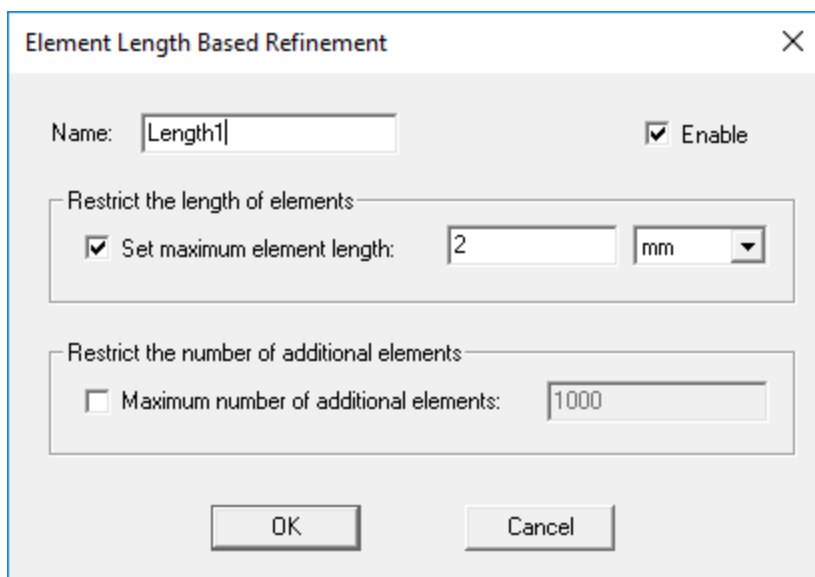 Element Length Based Refinement
Name: Length1 Enable
Restrict the length of elements
Set maximum element length: 2 mm
Restrict the number of additional elements
Maximum number of additional elements: 1000
OK Cancel